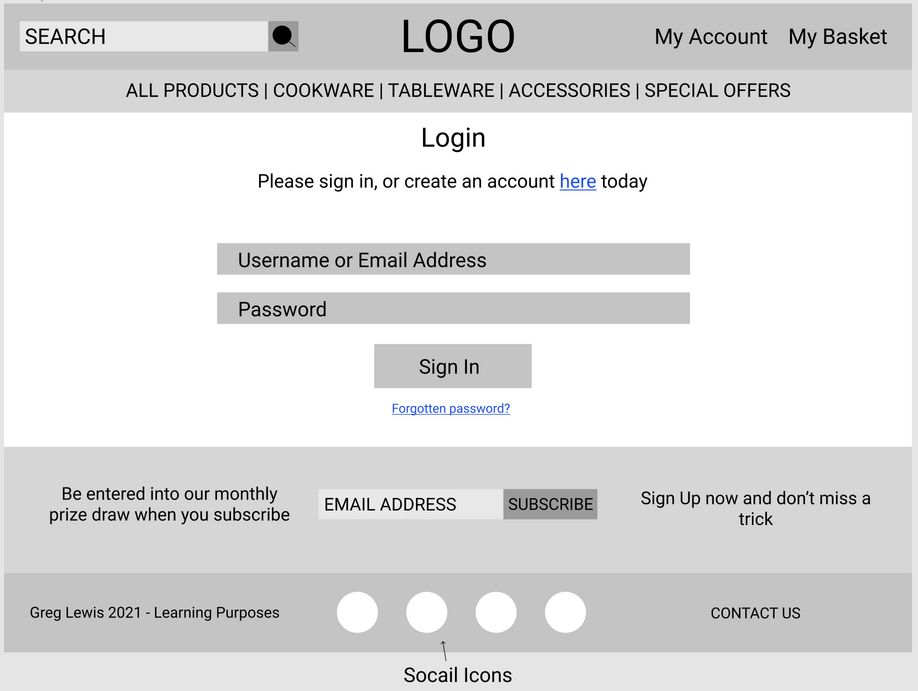 SEARCH
LOGO
My Account
My Basket
ALL PRODUCTS | COOKWARE | TABLEWARE | ACCESSORIES | SPECIAL OFFERS
Login
Please sign in, or create an account here today
Username or Email Address
Password
Sign In
Forgotten password?
Be entered into our monthly
prize draw when you subscribe
EMAIL ADDRESS
SUBSCRIBE
Sign Up now and don’t miss a
trick
Greg Lewis 2021 - Learning Purposes
CONTACT US
Socail Icons